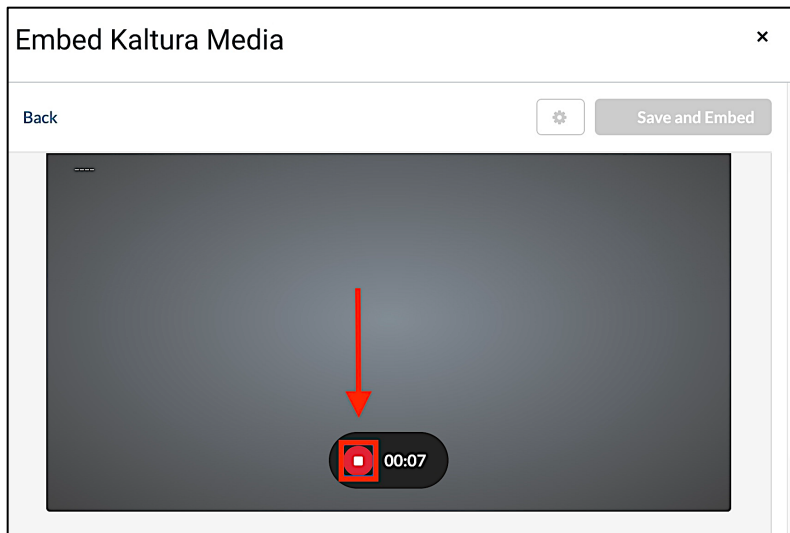 Embed Kaltura Media
×
Back
Save and Embed
----
00:07